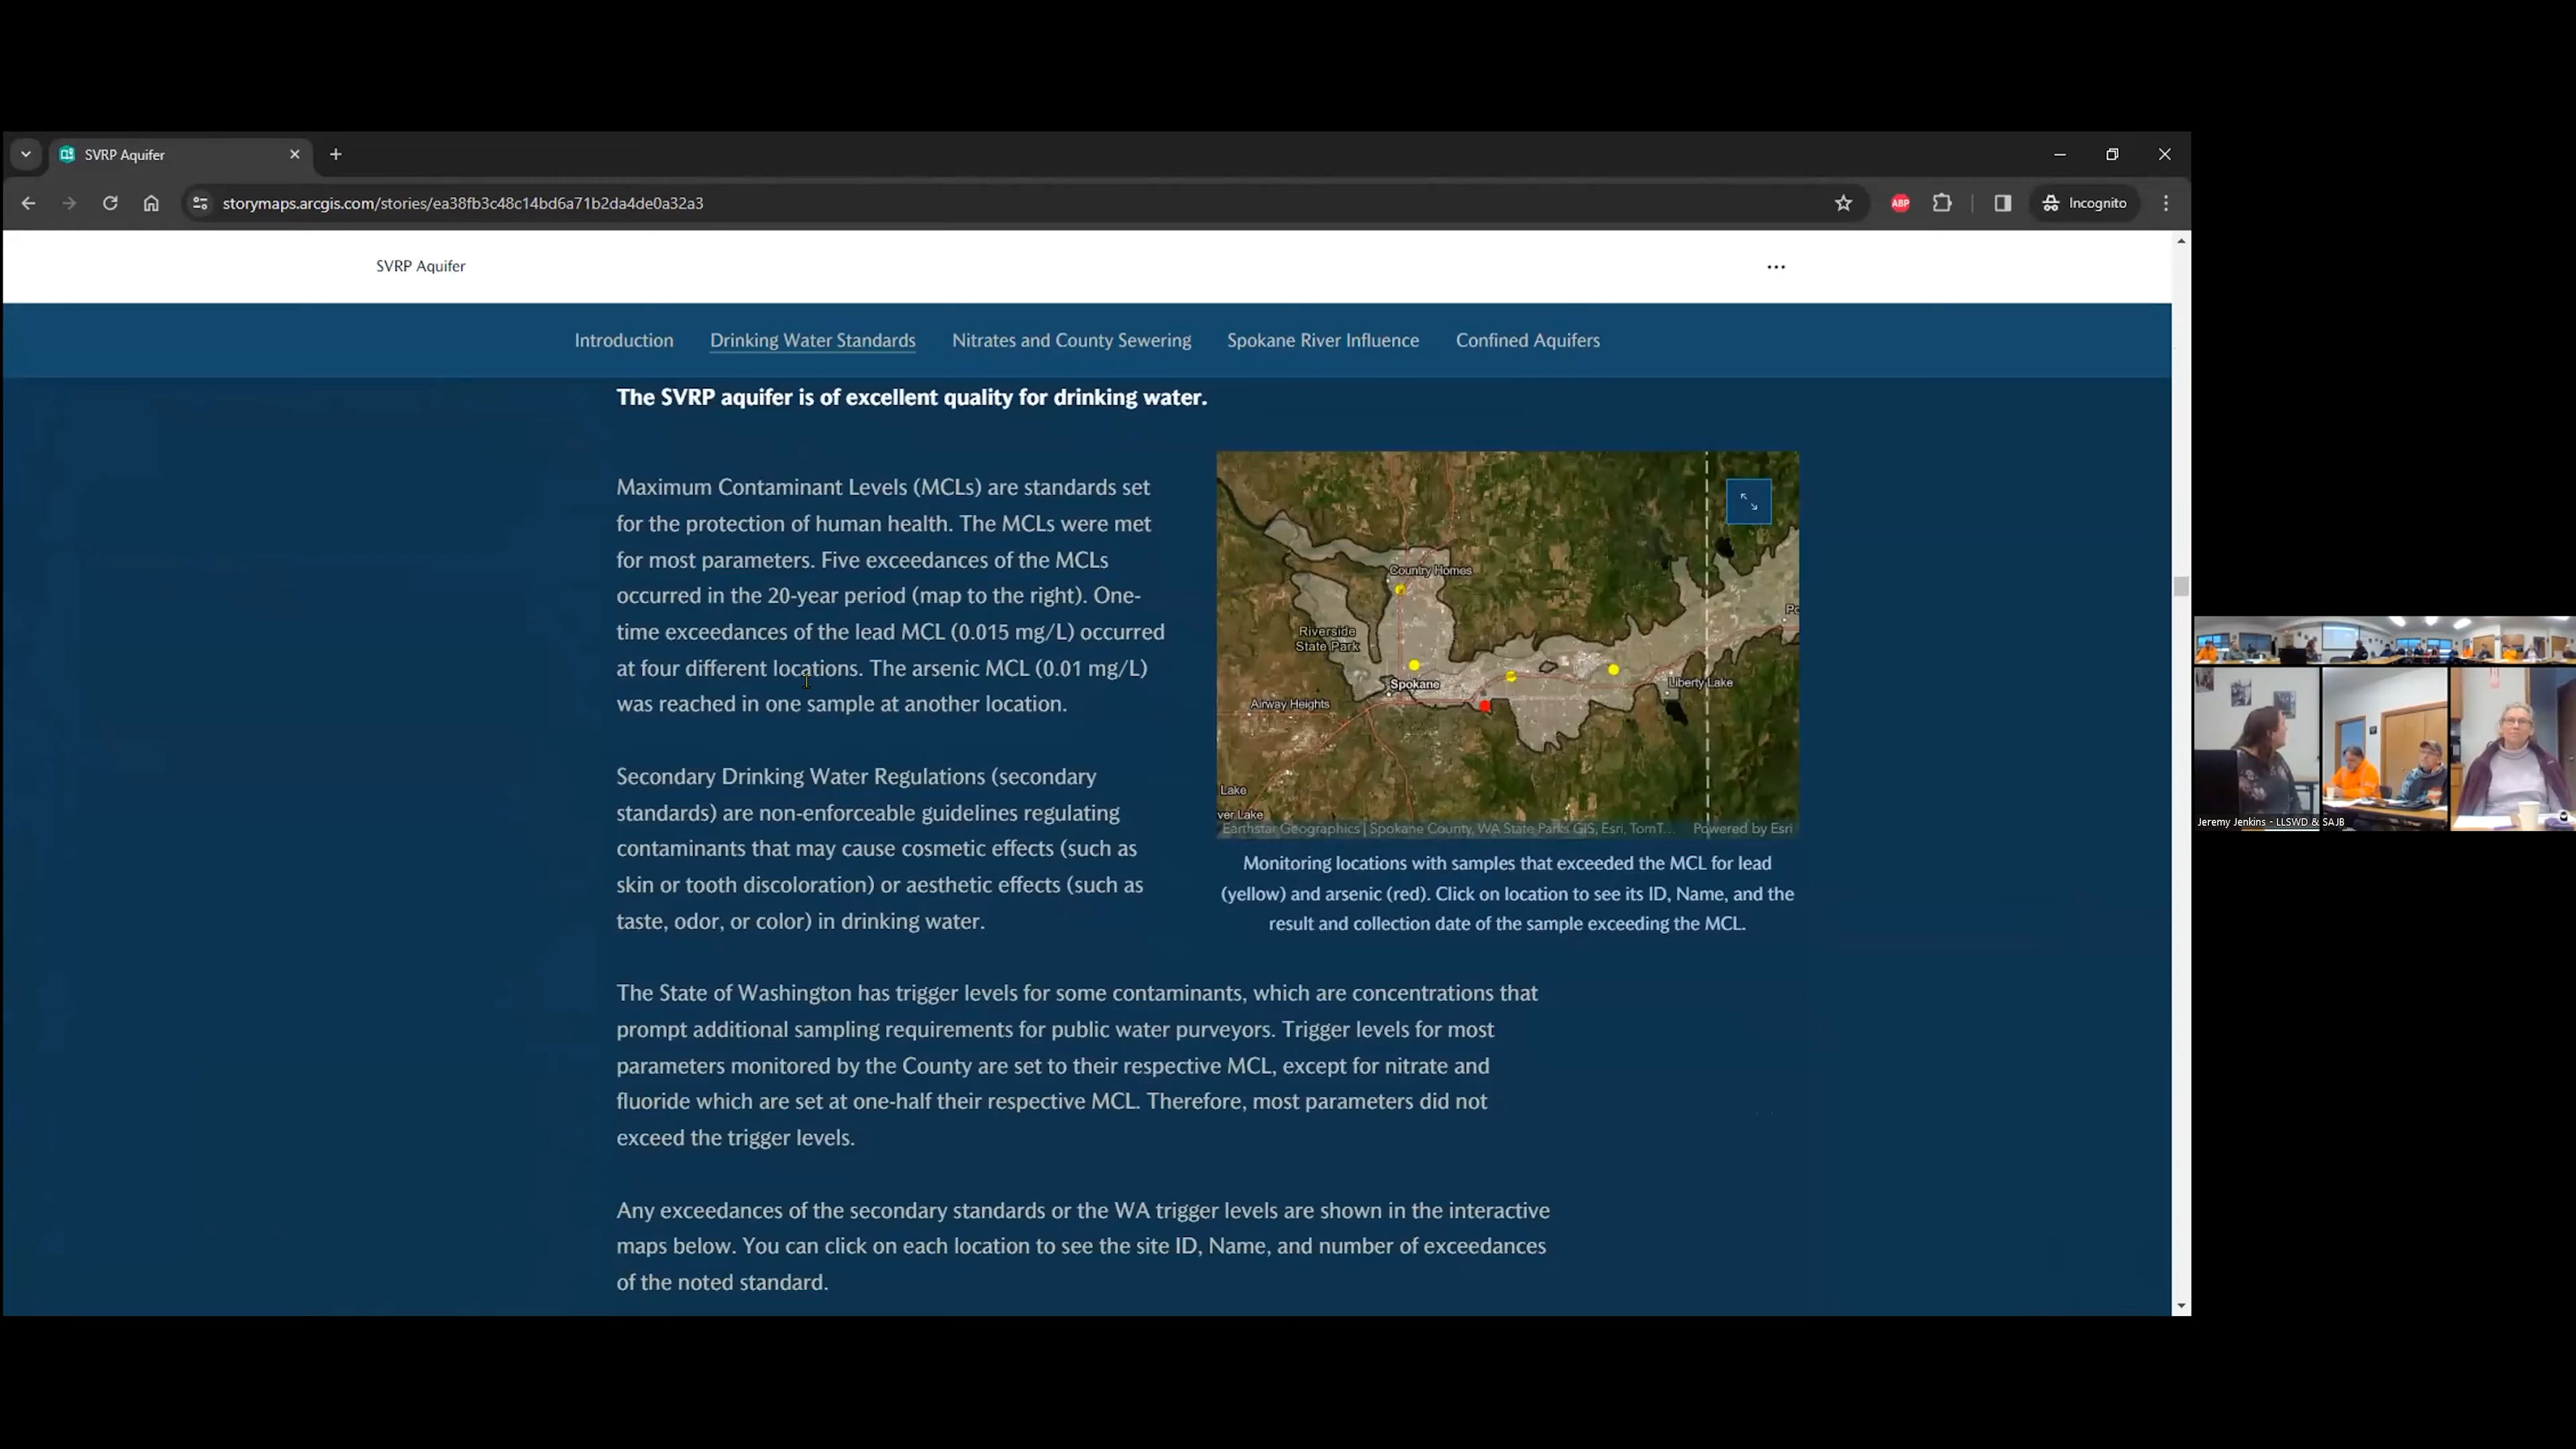 SVRP Aquifer
storymaps.arcgis.com/stories/ea38fb3c48c14bd6a71b2da4de0a32a3
ABP
Incognito
SVRP Aquifer
Introduction
Drinking Water Standards
Nitrates and County Sewering
Spokane River Influence
Confined Aquifers
The SVRP aquifer is of excellent quality for drinking water.
Maximum Contaminant Levels (MCLs) are standards set
for the protection of human health. The MCLs were met
for most parameters. Five exceedances of the MCLs
occurred in the 20-year period (map to the right). One-
time exceedances of the lead MCL (0.015 mg/L) occurred
at four different locations. The arsenic MCL (0.01 mg/L)
was reached in one sample at another location.
Secondary Drinking Water Regulations (secondary
standards) are non-enforceable guidelines regulating
contaminants that may cause cosmetic effects (such as
skin or tooth discoloration) or aesthetic effects (such as
taste, odor, or color) in drinking water.
Country Homes
Riverside
State Park
Po
Spokane
Liberty Lake
Airway Heights
Lake
ver Lake
Earthstar Geographics | Spokane County, WA State Parks GIS, Esri, TomT...
Powered by Esri
Monitoring locations with samples that exceeded the MCL for lead
(yellow) and arsenic (red). Click on location to see its ID, Name, and the
result and collection date of the sample exceeding the MCL.
The State of Washington has trigger levels for some contaminants, which are concentrations that
prompt additional sampling requirements for public water purveyors. Trigger levels for most
parameters monitored by the County are set to their respective MCL, except for nitrate and
fluoride which are set at one-half their respective MCL. Therefore, most parameters did not
exceed the trigger levels.
Any exceedances of the secondary standards or the WA trigger levels are shown in the interactive
maps below. You can click on each location to see the site ID, Name, and number of exceedances
of the noted standard.
Jeremy Jenkins - LLSWD & SAJB